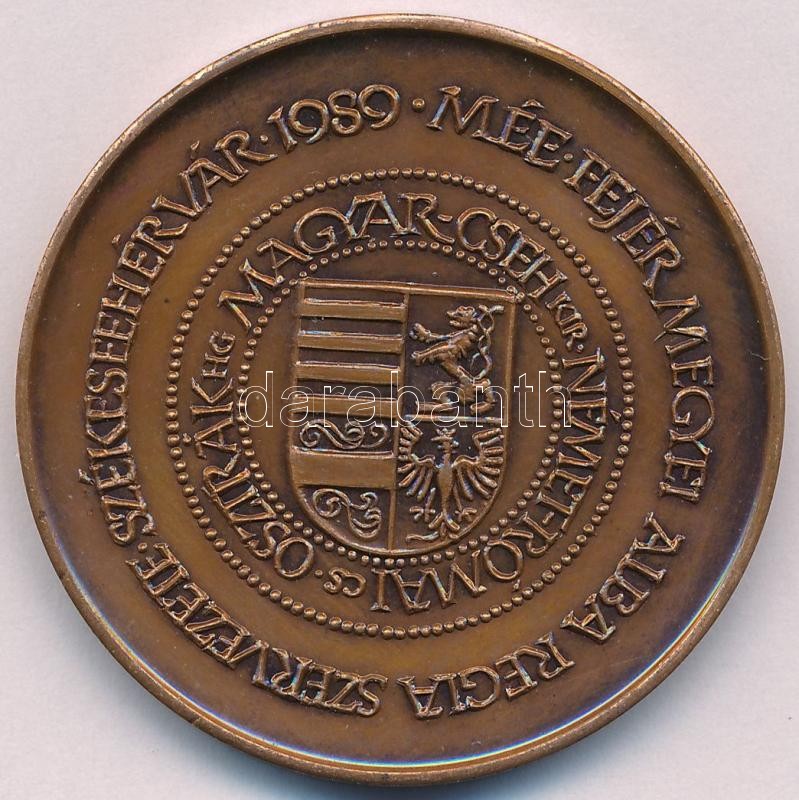 MÉE · FEJÉR MEGYEI ALBA REGIA SZERVEZETE · SZÉKESFEHÉRVÁR · 1989 ·
MAGYAR-CSEH KIR. NÉMET-RÓMAI CS · OSZTRÁK HG
darabanth